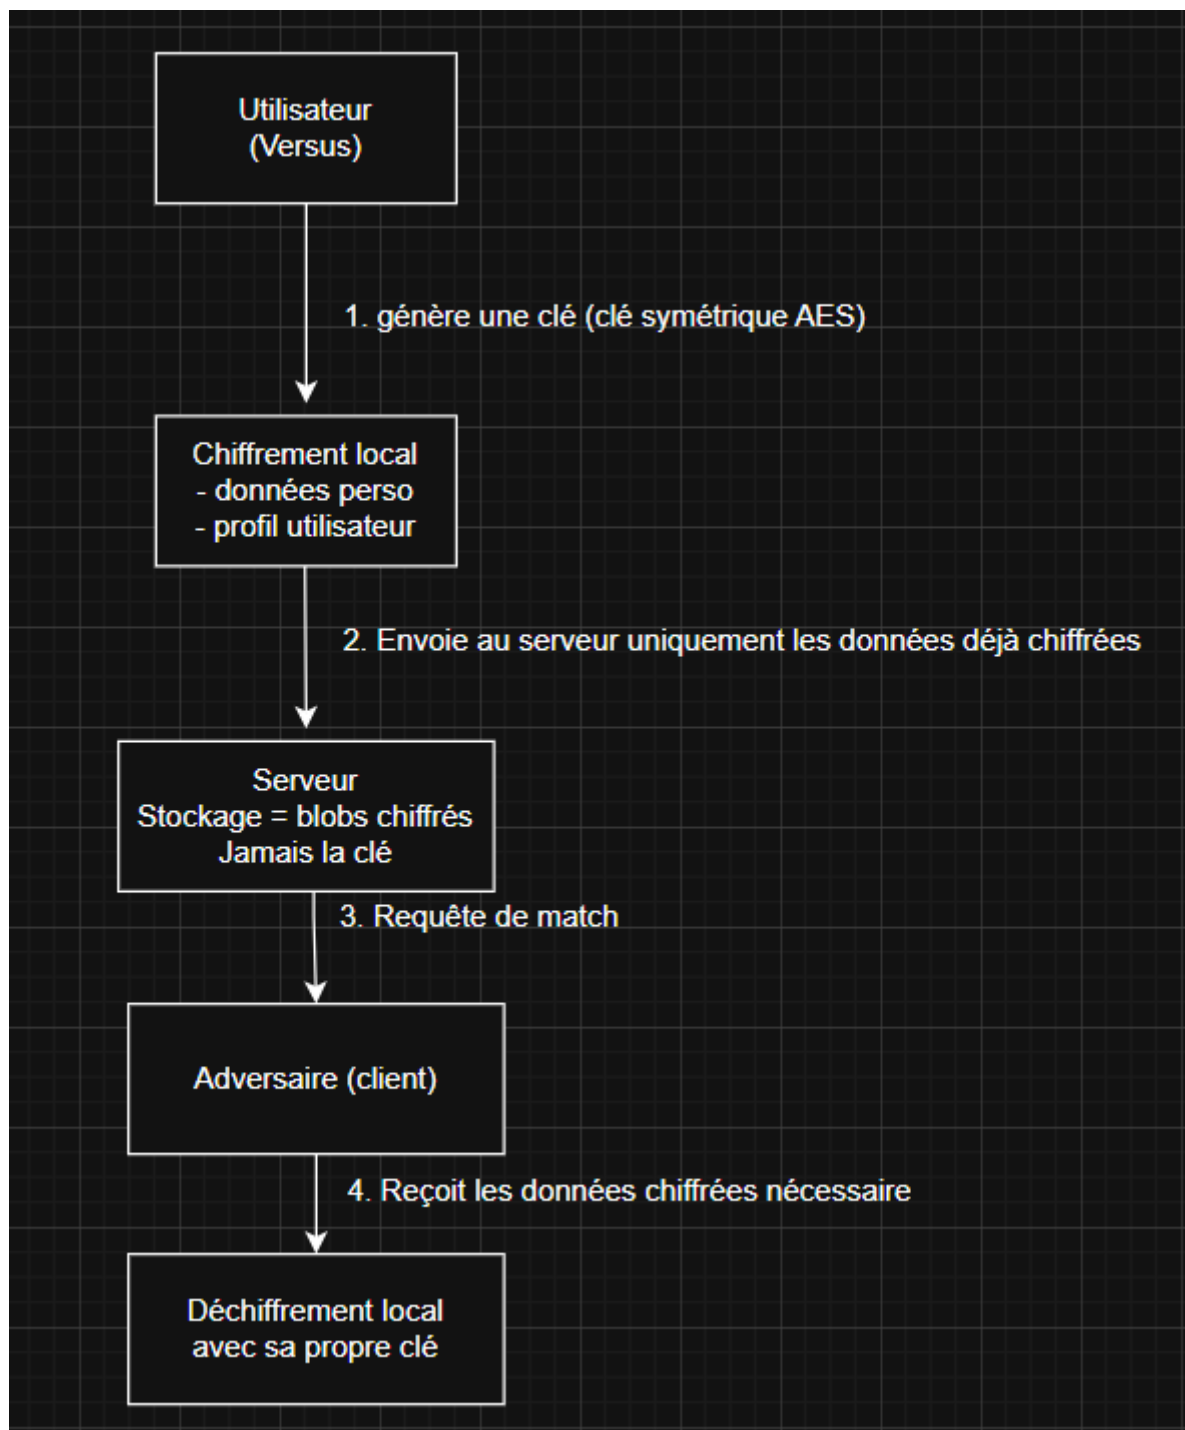 Utilisateur
(Versus)
1. génère une clé (clé symétrique AES)
Chiffrement local
- données perso
- profil utilisateur
2. Envoie au serveur uniquement les données déjà chiffrées
Serveur
Stockage = blobs chiffrés
Jamais la clé
3. Requête de match
Adversaire (client)
4. Reçoit les données chiffrées nécessaire
Déchiffrement local
avec sa propre clé